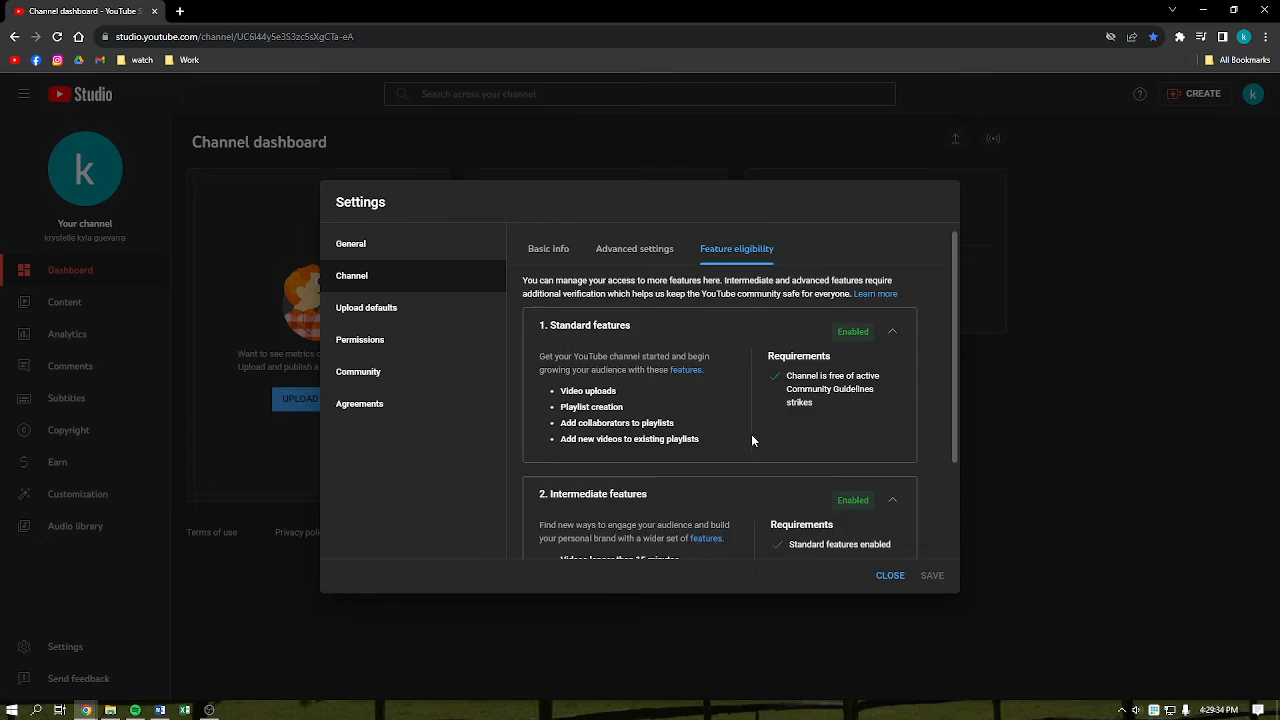 Channel dashboard - YouTube S
studio.youtube.com/channel/UC6l44y5e3S3zc5sXgCTa-eA
k
watch
Work
All Bookmarks
Studio
Search across your channel
CREATE
k
k
Your channel
krystelle kyla guevarra
Dashboard
Content
Analytics
Comments
Subtitles
Copyright
Earn
Customization
Audio library
Settings
Send feedback
Channel dashboard
Want to see metrics o
Upload and publish a
UPLOAD
Terms of use
Privacy polic
Settings
General
Channel
Upload defaults
Permissions
Community
Agreements
Basic info
Advanced settings
Feature eligibility
You can manage your access to more features here. Intermediate and advanced features require
additional verification which helps us keep the YouTube community safe for everyone. Learn more
1. Standard features
Enabled
Get your YouTube channel started and begin
growing your audience with these features.
• Video uploads
• Playlist creation
• Add collaborators to playlists
• Add new videos to existing playlists
Requirements
Channel is free of active
Community Guidelines
strikes
2. Intermediate features
Enabled
Find new ways to engage your audience and build
your personal brand with a wider set of features.
Videos longer than 15 minutes
Requirements
Standard features enabled
CLOSE
SAVE
4:29:34 AM